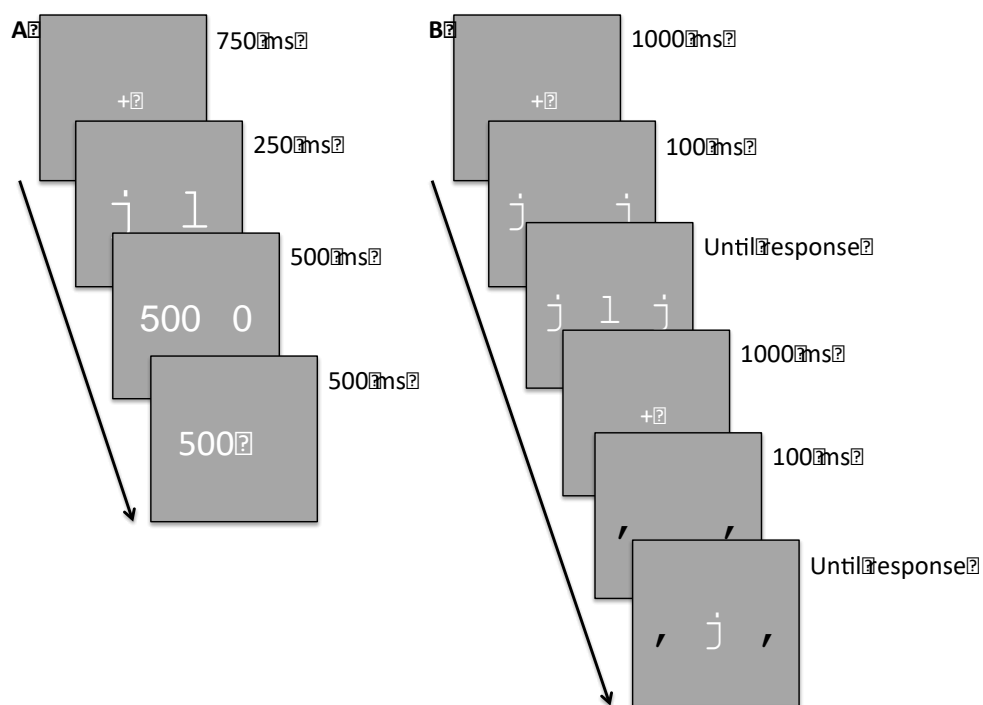 A�
750�ms�
+�
250�ms�
j l
500�ms�
500 0
500�ms�
500�
B�
1000�ms�
+�
100�ms�
j j
Until�response�
j l j
1000�ms�
+�
100�ms�
, ,
Until�response�
, j ,